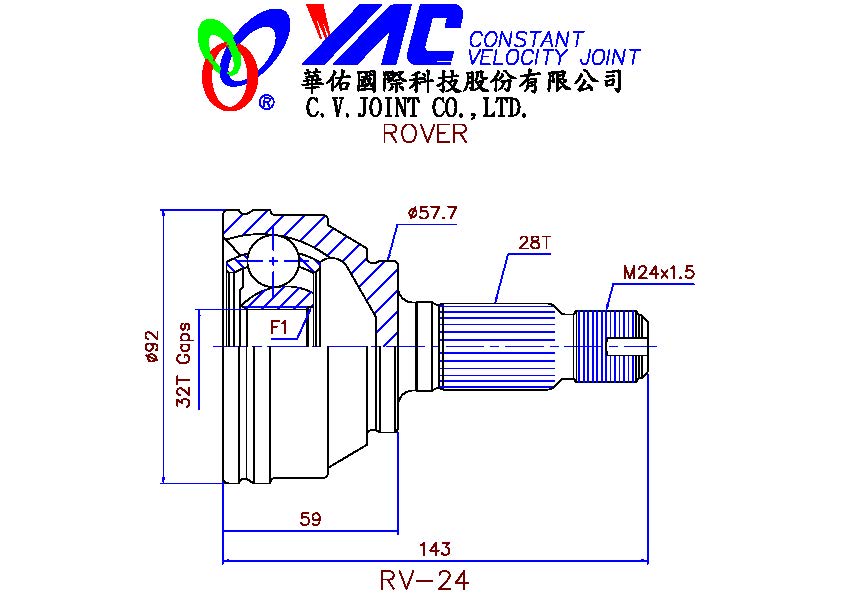 YAC CONSTANT
VELOCITY JOINT
®
華佑國際科技股份有限公司
C.V.JOINT CO.,LTD.
ROVER
ø57.7
28T
M24x1.5
F1
ø92
32T Gaps
59
143
RV-24